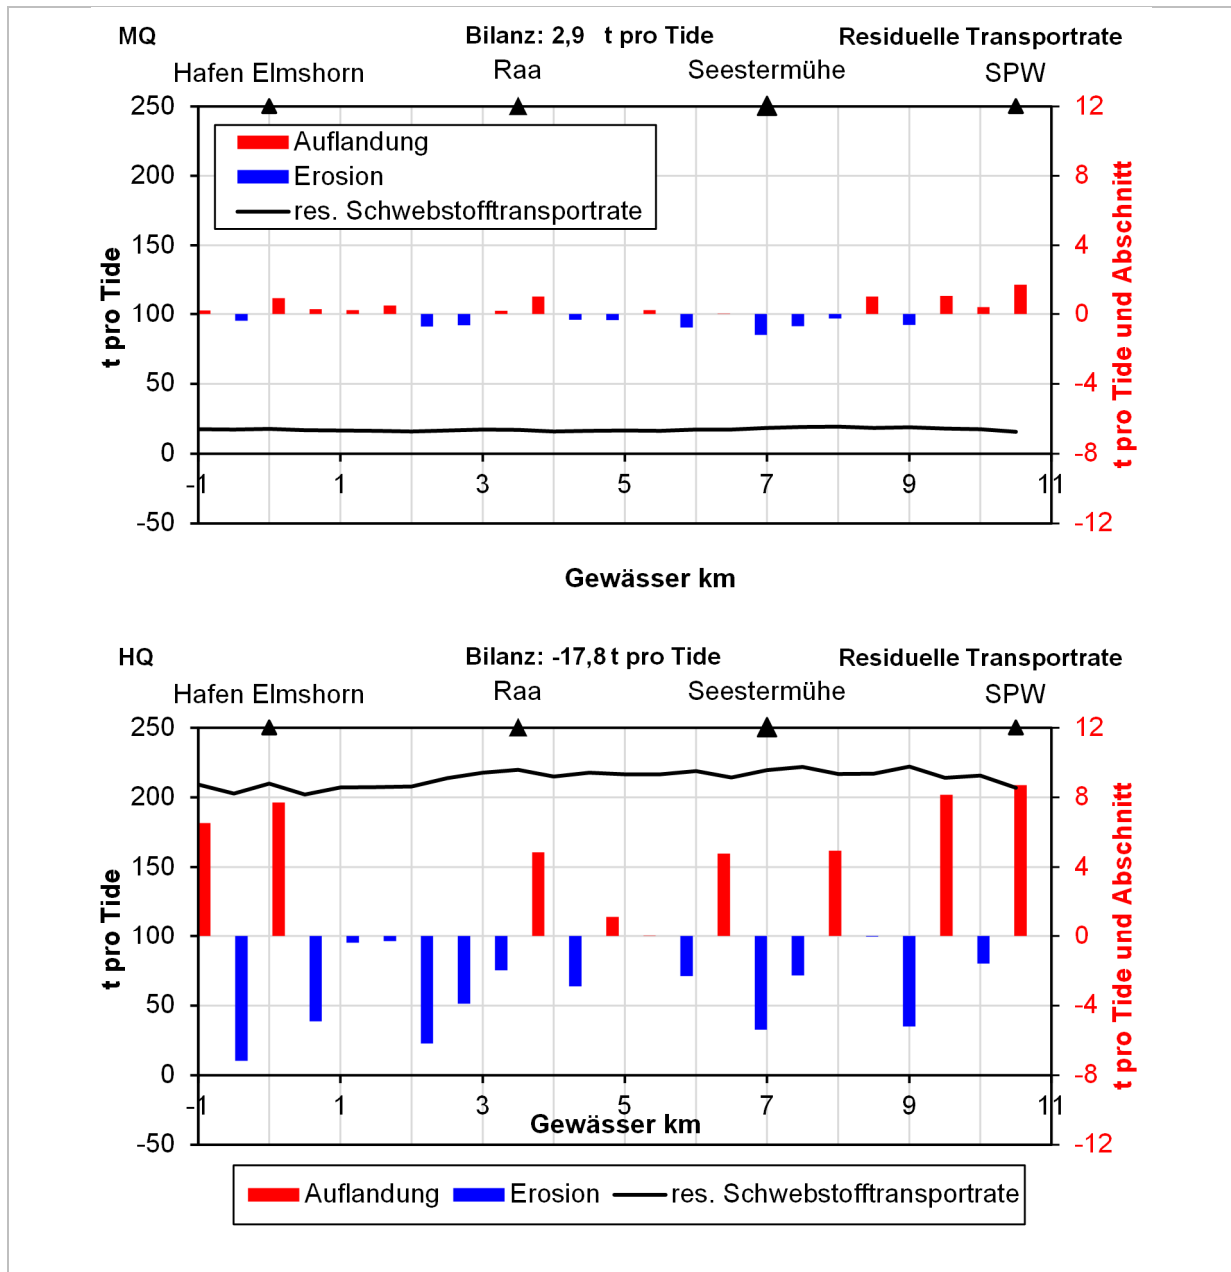 MQ Bilanz: 2,9 t pro Tide Residuelle Transportrate
Hafen Elmshorn Raa Seestermühe SPW
250 12
Auflandung
200 8
Erosion
res. Schwebstofftransportrate
150 4
100 0
50 -4
0 -8
-1 1 3 5 7 9 11
-50 -12
t pro Tide
t pro Tide und Abschnitt
Gewässer km
HQ Bilanz: -17,8 t pro Tide Residuelle Transportrate
Hafen Elmshorn Raa Seestermühe SPW
250 12
200 8
150 4
100 0
50 -4
0 -8
-1 1 3 5 7 9 11
Gewässer km
-50 -12
t pro Tide
t pro Tide und Abschnitt
Auflandung Erosion res. Schwebstofftransportrate